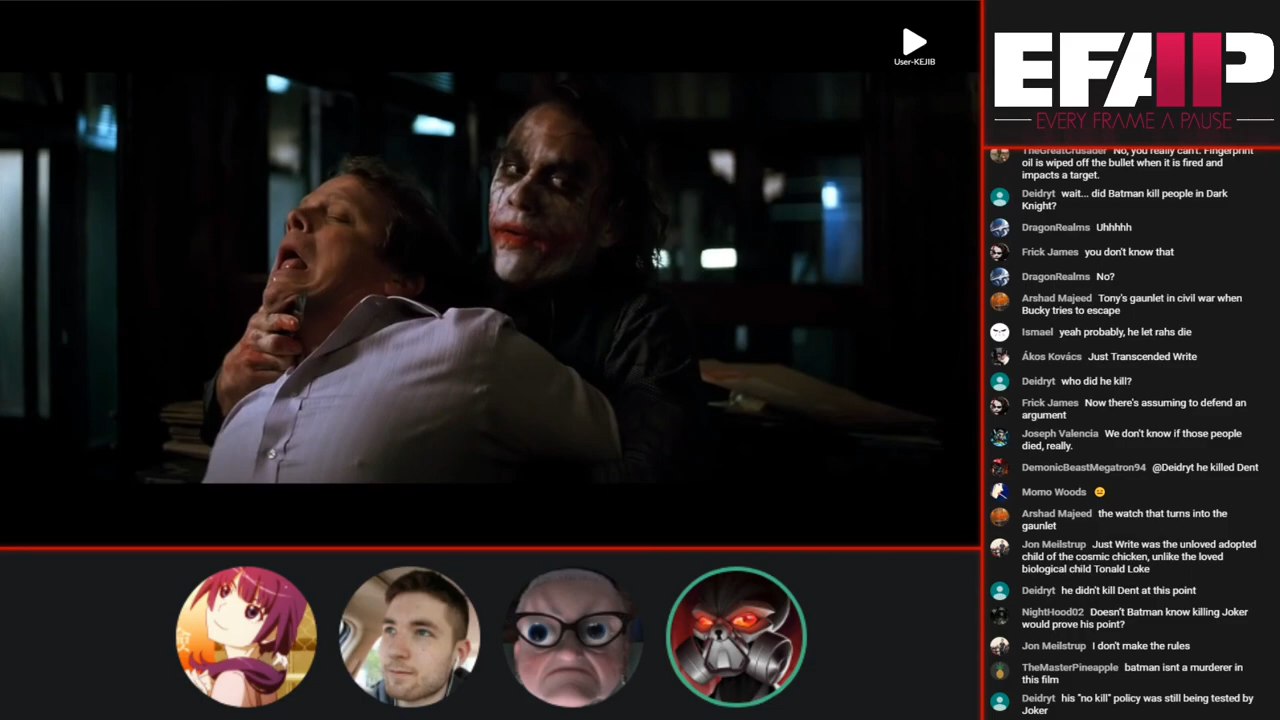 User-KEJIB
EFAP
EVERY FRAME A PAUSE
TheGreatCrusader No, you really can't. Fingerprint
oil is wiped off the bullet when it is fired and
impacts a target.
Deidryt wait... did Batman kill people in Dark
Knight?
DragonRealms Uhhhhh
Frick James you don't know that
DragonRealms No?
Arshad Majeed Tony's gaunlet in civil war when
Bucky tries to escape
Ismael yeah probably, he let rahs die
Ákos Kovács Just Transcended Write
Deidryt who did he kill?
Frick James Now there's assuming to defend an
argument
Joseph Valencia We don't know if those people
died, really.
DemonicBeastMegatron94 @Deidryt he killed Dent
Momo Woods
Arshad Majeed the watch that turns into the
gaunlet
Jon Meilstrup Just Write was the unloved adopted
child of the cosmic chicken, unlike the loved
biological child Tonald Loke
Deidryt he didn't kill Dent at this point
NightHood02 Doesn't Batman know killing Joker
would prove his point?
Jon Meilstrup I don't make the rules
TheMasterPineapple batman isnt a murderer in
this film
Deidryt his "no kill" policy was still being tested by
Joker